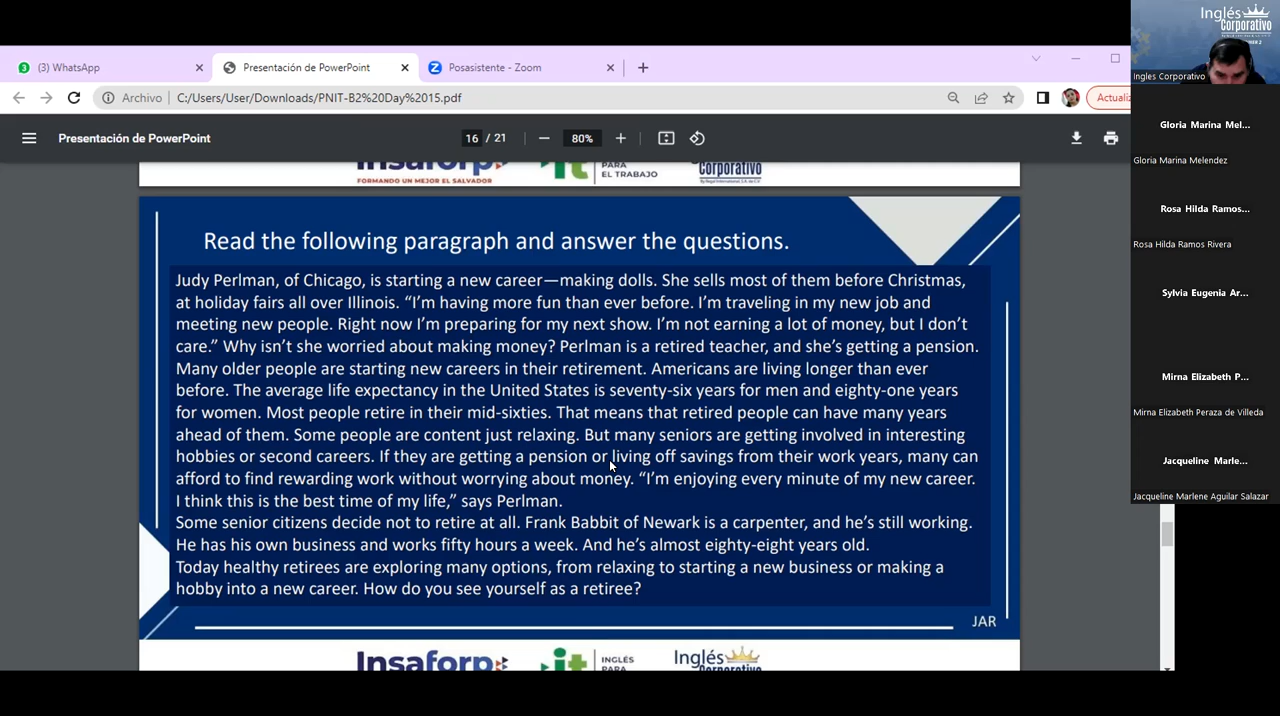 Inglés
Corporativo
(3) WhatsApp
Presentación de PowerPoint
Posasistente - Zoom
Ingles Corporativo
Archivo
C:/Users/User/Downloads/PNIT-B2%20Day%2015.pdf
Actualiz
Presentación de PowerPoint
16 / 21
80%
Gloria Marina Mel...
Gloria Marina Melendez
Insaforp
FORMANDO UN MEJOR EL SALVADOR
it
PARA
EL TRABAJO
Corporativo
Rosa Hilda Ramos...
Rosa Hilda Ramos Rivera
Sylvia Eugenia Ar...
Mirna Elizabeth P...
Mirna Elizabeth Peraza de Villeda
Jacqueline Marle...
Jacqueline Marlene Aguilar Salazar
Read the following paragraph and answer the questions.
Judy Perlman, of Chicago, is starting a new career—making dolls. She sells most of them before Christmas,
at holiday fairs all over Illinois. “I’m having more fun than ever before. I’m traveling in my new job and
meeting new people. Right now I’m preparing for my next show. I’m not earning a lot of money, but I don’t
care.” Why isn’t she worried about making money? Perlman is a retired teacher, and she’s getting a pension.
Many older people are starting new careers in their retirement. Americans are living longer than ever
before. The average life expectancy in the United States is seventy-six years for men and eighty-one years
for women. Most people retire in their mid-sixties. That means that retired people can have many years
ahead of them. Some people are content just relaxing. But many seniors are getting involved in interesting
hobbies or second careers. If they are getting a pension or living off savings from their work years, many can
afford to find rewarding work without worrying about money. “I’m enjoying every minute of my new career.
I think this is the best time of my life,” says Perlman.
Some senior citizens decide not to retire at all. Frank Babbit of Newark is a carpenter, and he’s still working.
He has his own business and works fifty hours a week. And he’s almost eighty-eight years old.
Today healthy retirees are exploring many options, from relaxing to starting a new business or making a
hobby into a new career. How do you see yourself as a retiree?
JAR
Insaforp
it
INGLÉS
PARA
Inglés